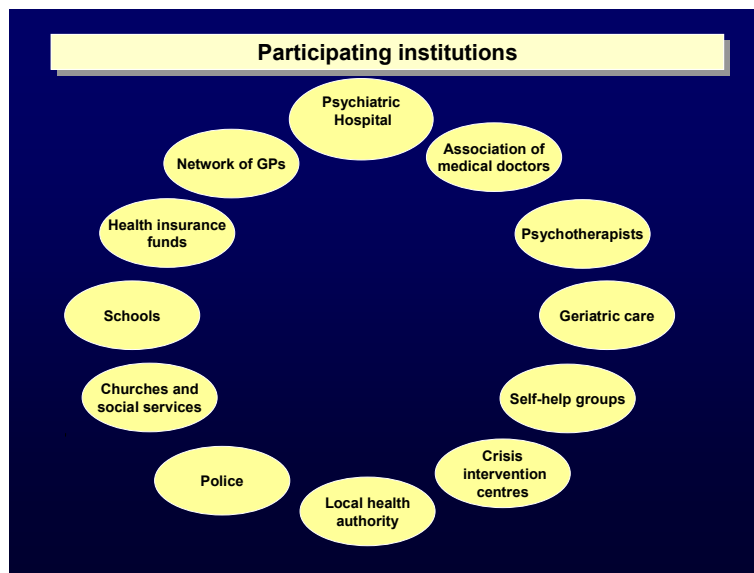 Participating institutions
Psychiatric
Hospital
Association of
medical doctors
Psychotherapists
Geriatric care
Self-help groups
Crisis
intervention
centres
Local health
authority
Police
Churches and
social services
Schools
Health insurance
funds
Network of GPs